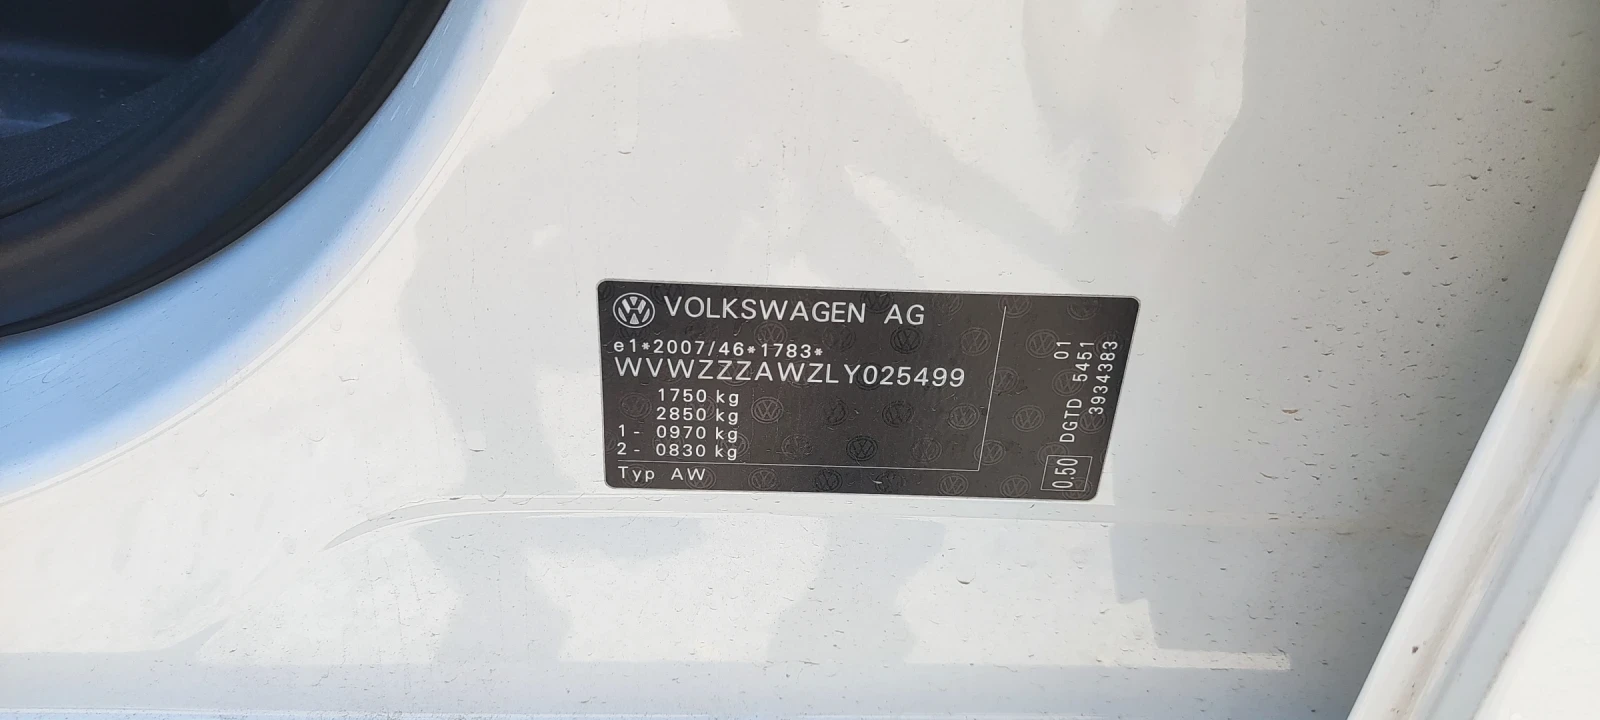 VOLKSWAGEN AG
e1*2007/46*1783*
WVWZZZAWZLY025499
1750 kg
2850 kg
1- 0970 kg
2- 0830 kg
Typ AW
0.50 DGTD 5451 01
3934383